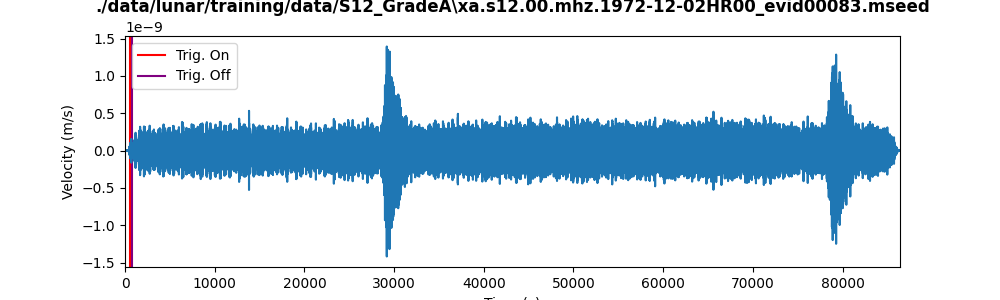 ./data/lunar/training/data/S12_GradeA\xa.s12.00.mhz.1972-12-02HR00_evid00083.mseed
1e−9
1.5
1.0
0.5
0.0
−0.5
−1.0
−1.5
Velocity (m/s)
Trig. On
Trig. Off
0 10000 20000 30000 40000 50000 60000 70000 80000